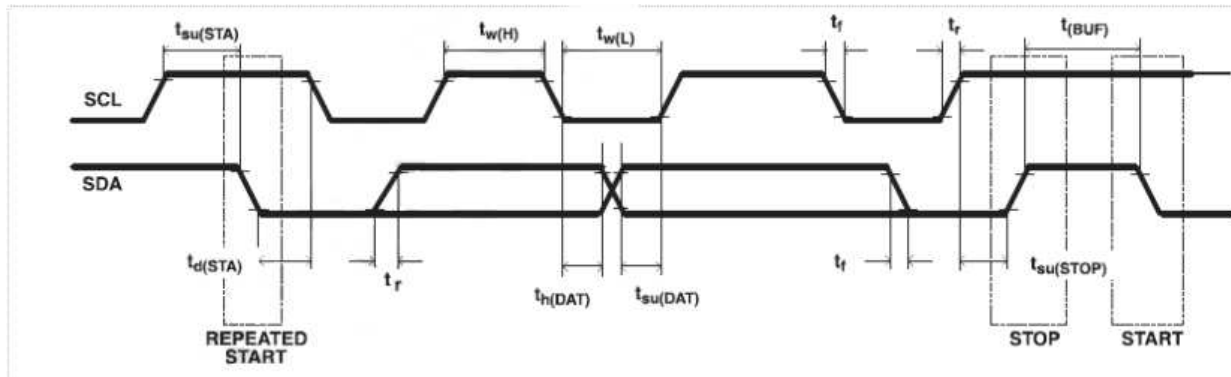 tsu(STA)
tw(H)
tw(L)
tf
tr
t(BUF)
SCL
SDA
td(STA)
tr
th(DAT)
tsu(DAT)
tf
tsu(STOP)
REPEATED
START
STOP
START